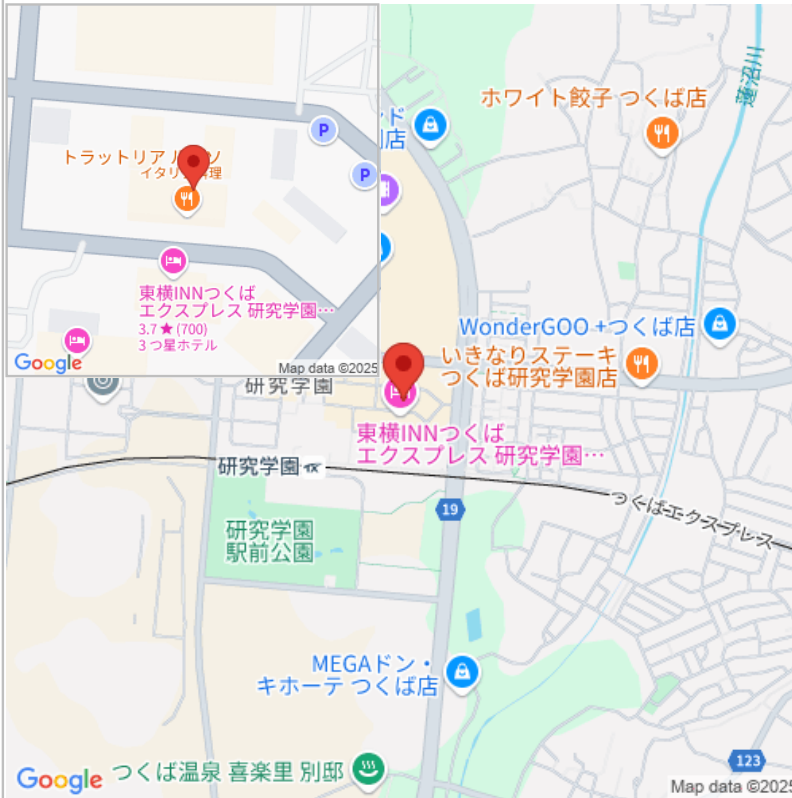 トラットリア
イタリ
理
P
P
東横INNつくば
エクスプレス 研究学園…
3.7★(700)
3 つ星ホテル
Google
Map data ©2025
店
ホワイト餃子 つくば店
蓮沼川
WonderGOO +つくば店
いきなりステーキ
つくば研究学園店
研究学園
東横INNつくば
エクスプレス 研究学園…
研究学園
つくばエクスプレス
19
研究学園
駅前公園
MEGAドン・
キホーテ つくば店
つくば温泉 喜楽里 別邸
123
Google
Map data ©2025